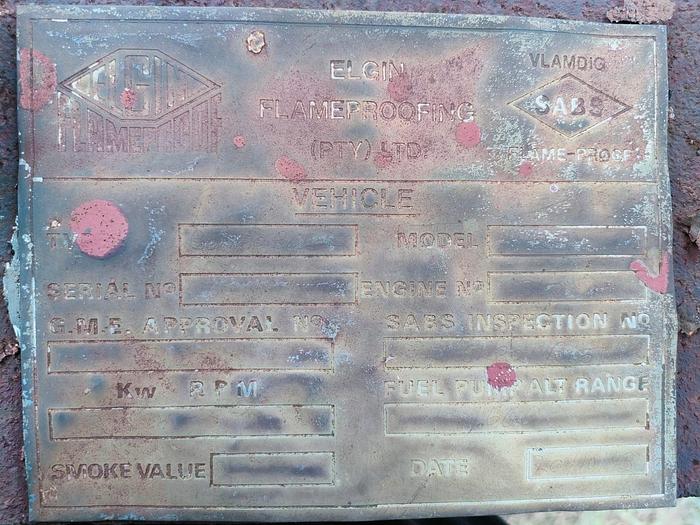 ELGIN
FLAMEPROOFING
ELGIN
FLAMEPROOFING
(PTY) LTD
VLAMDIG
SABS
FLAME-PROOF
VEHICLE
MODEL
SERIAL Nº
ENGINE Nº
G.M.E. APPROVAL Nº
SABS INSPECTION Nº
Kw RPM
FUEL PUMP ALT RANGE
SMOKE VALUE
DATE